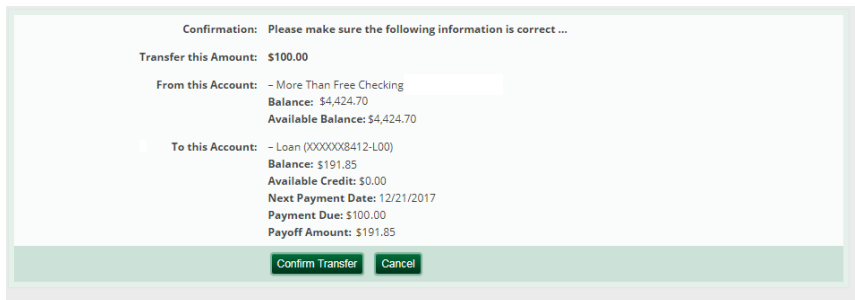 Confirmation: Please make sure the following information is correct ...
Transfer this Amount: $100.00
From this Account: – More Than Free Checking
Balance: $4,424.70
Available Balance: $4,424.70
To this Account: – Loan (XXXXXX8412-L00)
Balance: $191.85
Available Credit: $0.00
Next Payment Date: 12/21/2017
Payment Due: $100.00
Payoff Amount: $191.85
Confirm Transfer Cancel